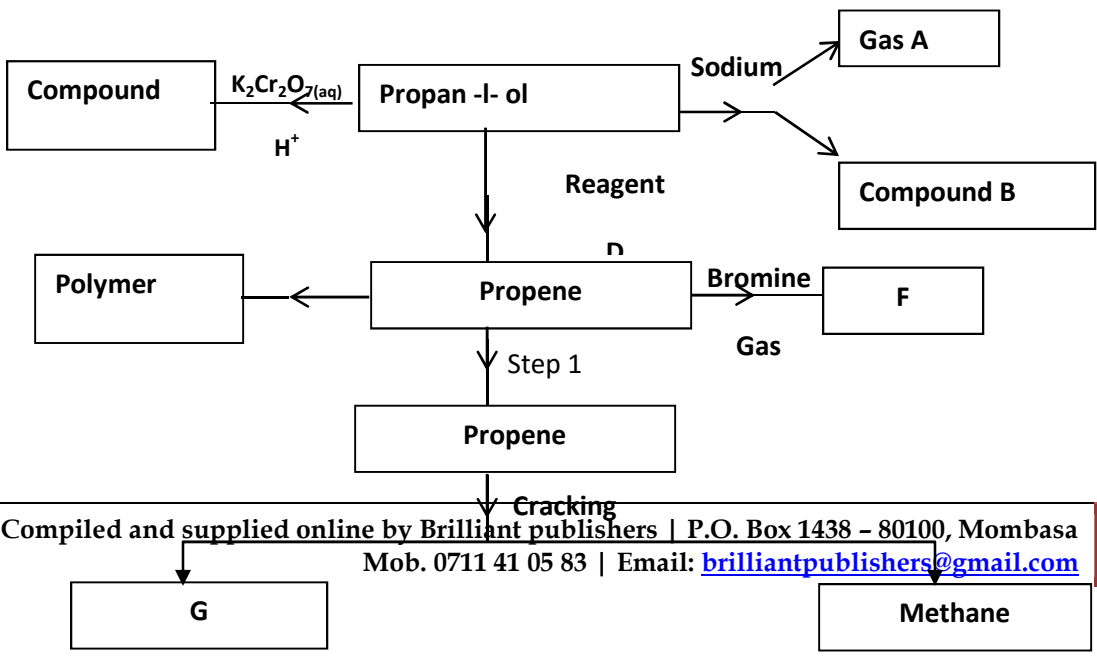 Gas A
Sodium
Compound
K₂Cr₂O₇(aq)
Propan -l- ol
H⁺
Reagent
Compound B
D
Polymer
Propene
Bromine
F
Gas
Step 1
Propene
Cracking
Compiled and supplied online by Brilliant publishers | P.O. Box 1438 – 80100, Mombasa
Mob. 0711 41 05 83 | Email: brilliantpublishers@gmail.com
G
Methane